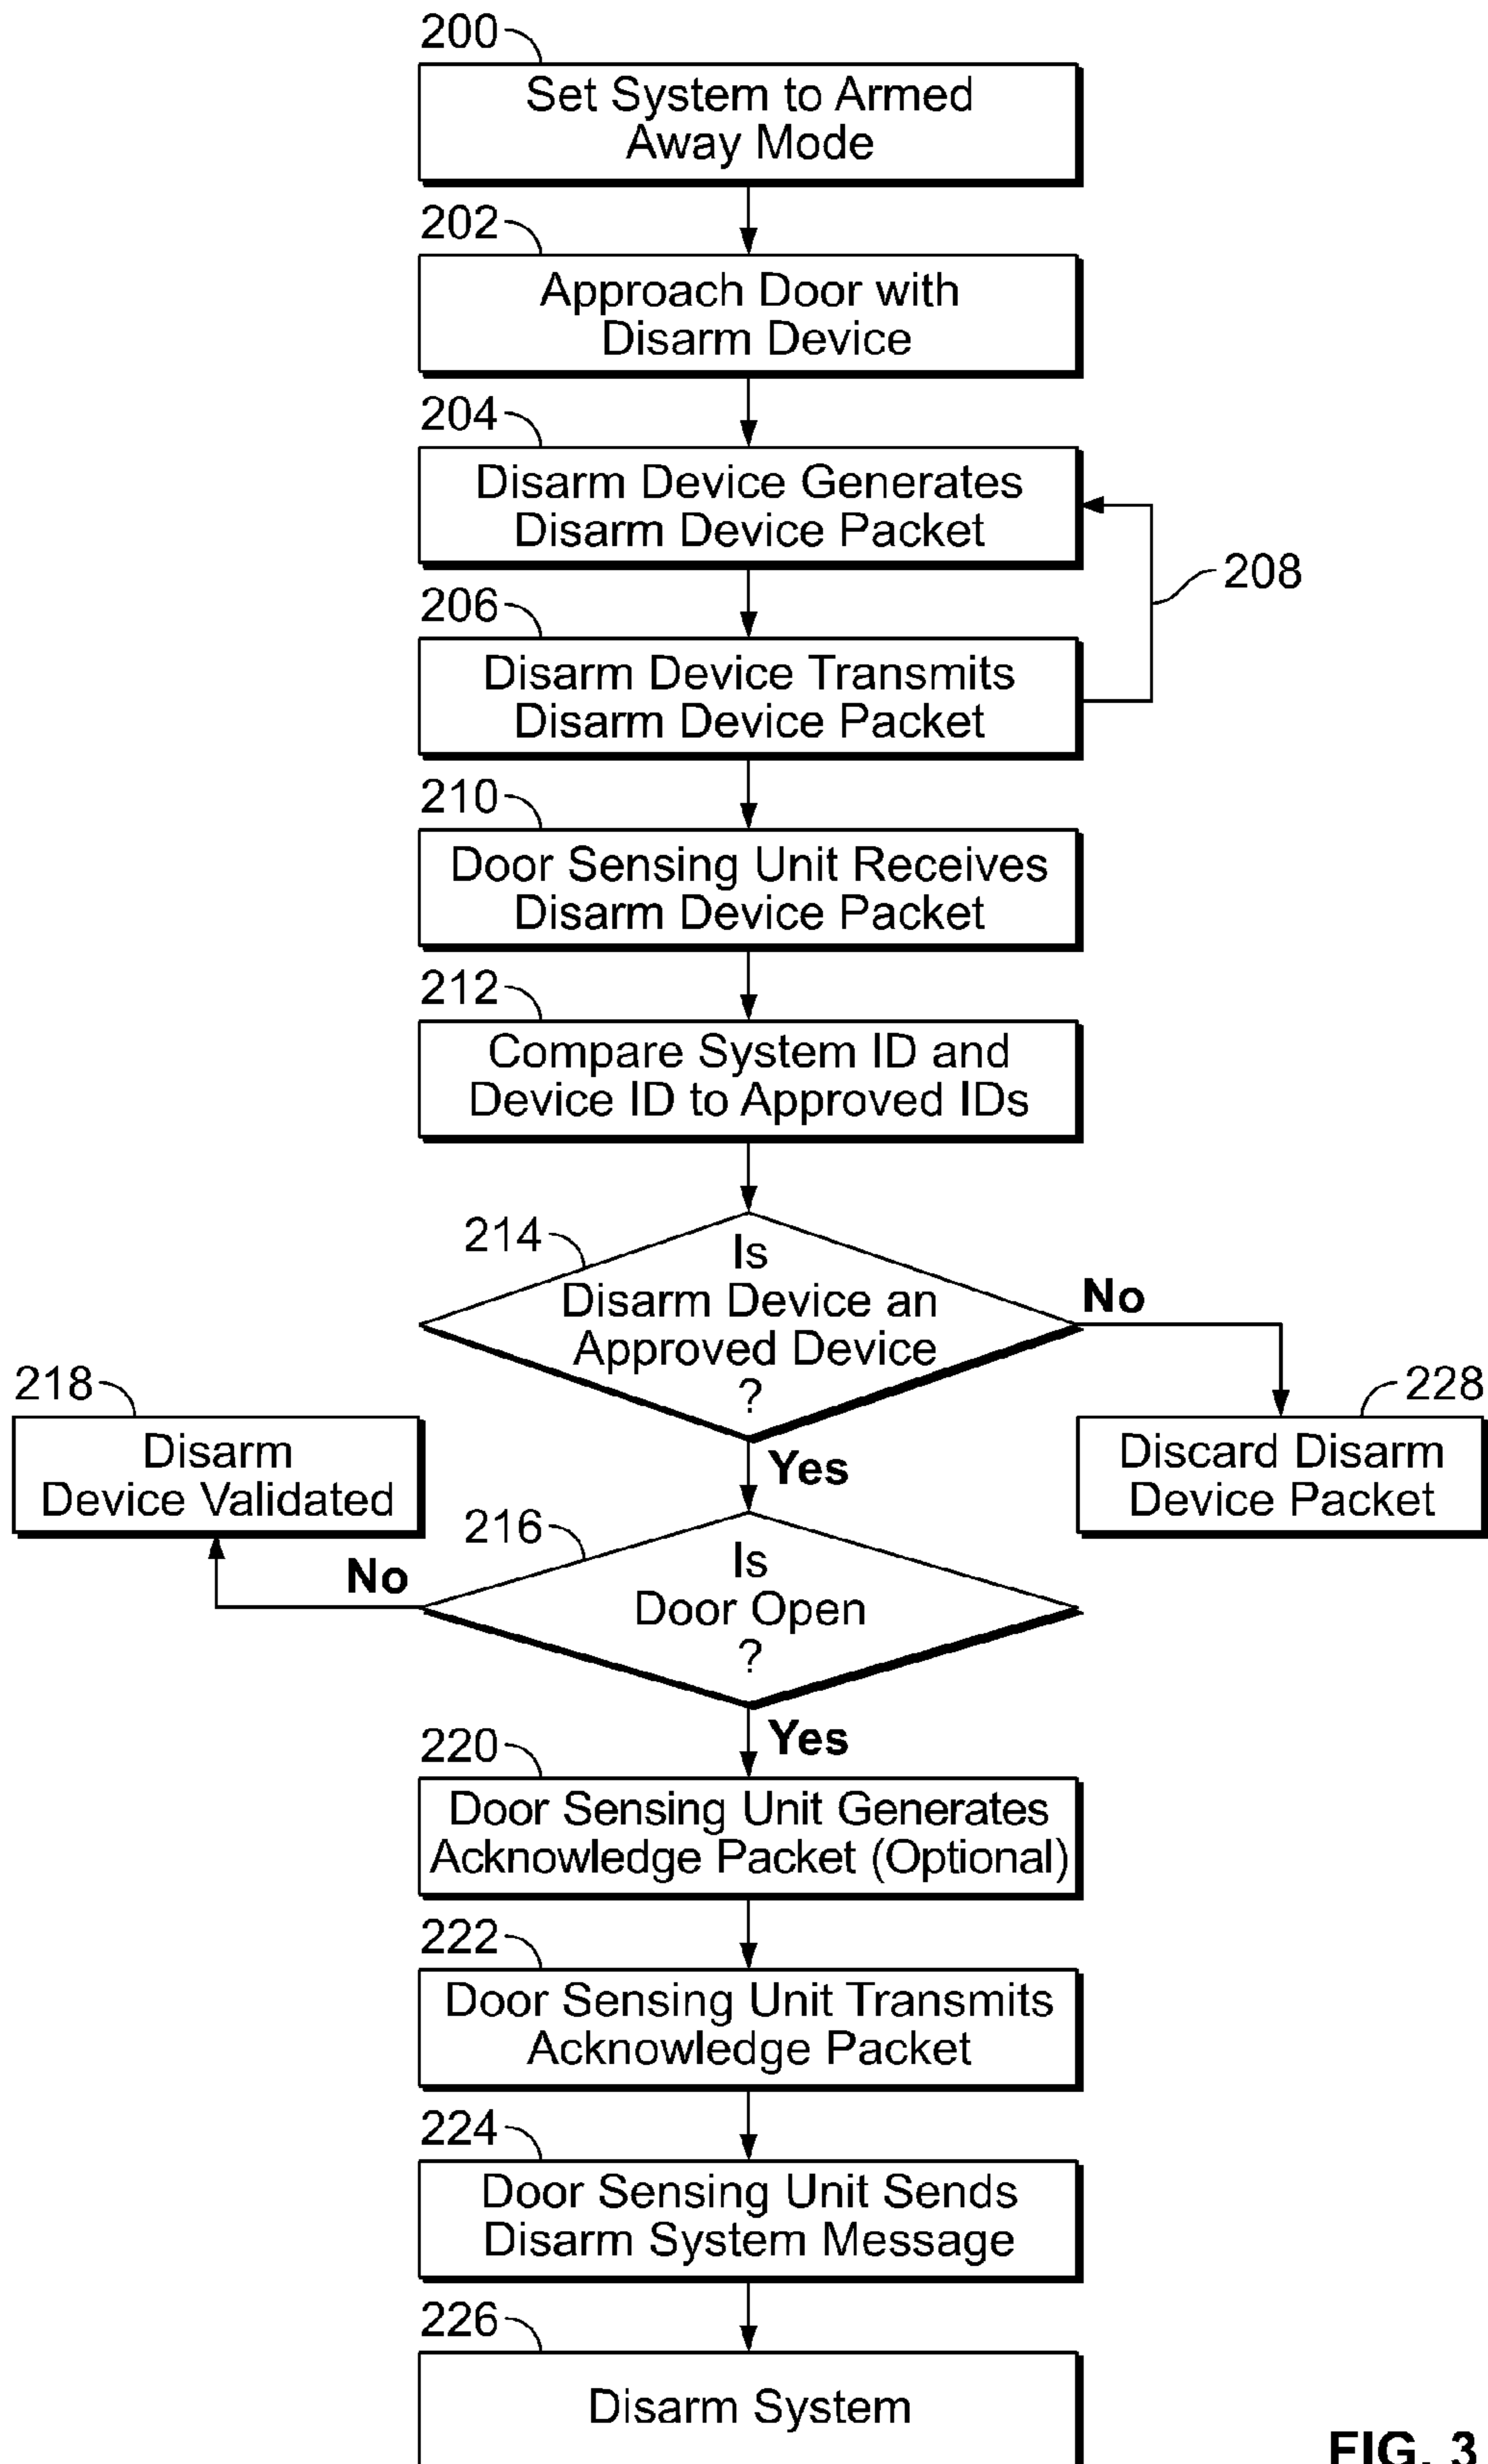 200
Set System to Armed
Away Mode
202
Approach Door with
Disarm Device
204
Disarm Device Generates
Disarm Device Packet
208
206
Disarm Device Transmits
Disarm Device Packet
210
Door Sensing Unit Receives
Disarm Device Packet
212
Compare System ID and
Device ID to Approved IDs
214
Is
Disarm Device an
Approved Device
?
No
218
Disarm
Device Validated
228
Discard Disarm
Device Packet
Yes
216
Is
Door Open
?
No
Yes
220
Door Sensing Unit Generates
Acknowledge Packet (Optional)
222
Door Sensing Unit Transmits
Acknowledge Packet
224
Door Sensing Unit Sends
Disarm System Message
226
Disarm System
FIG. 3